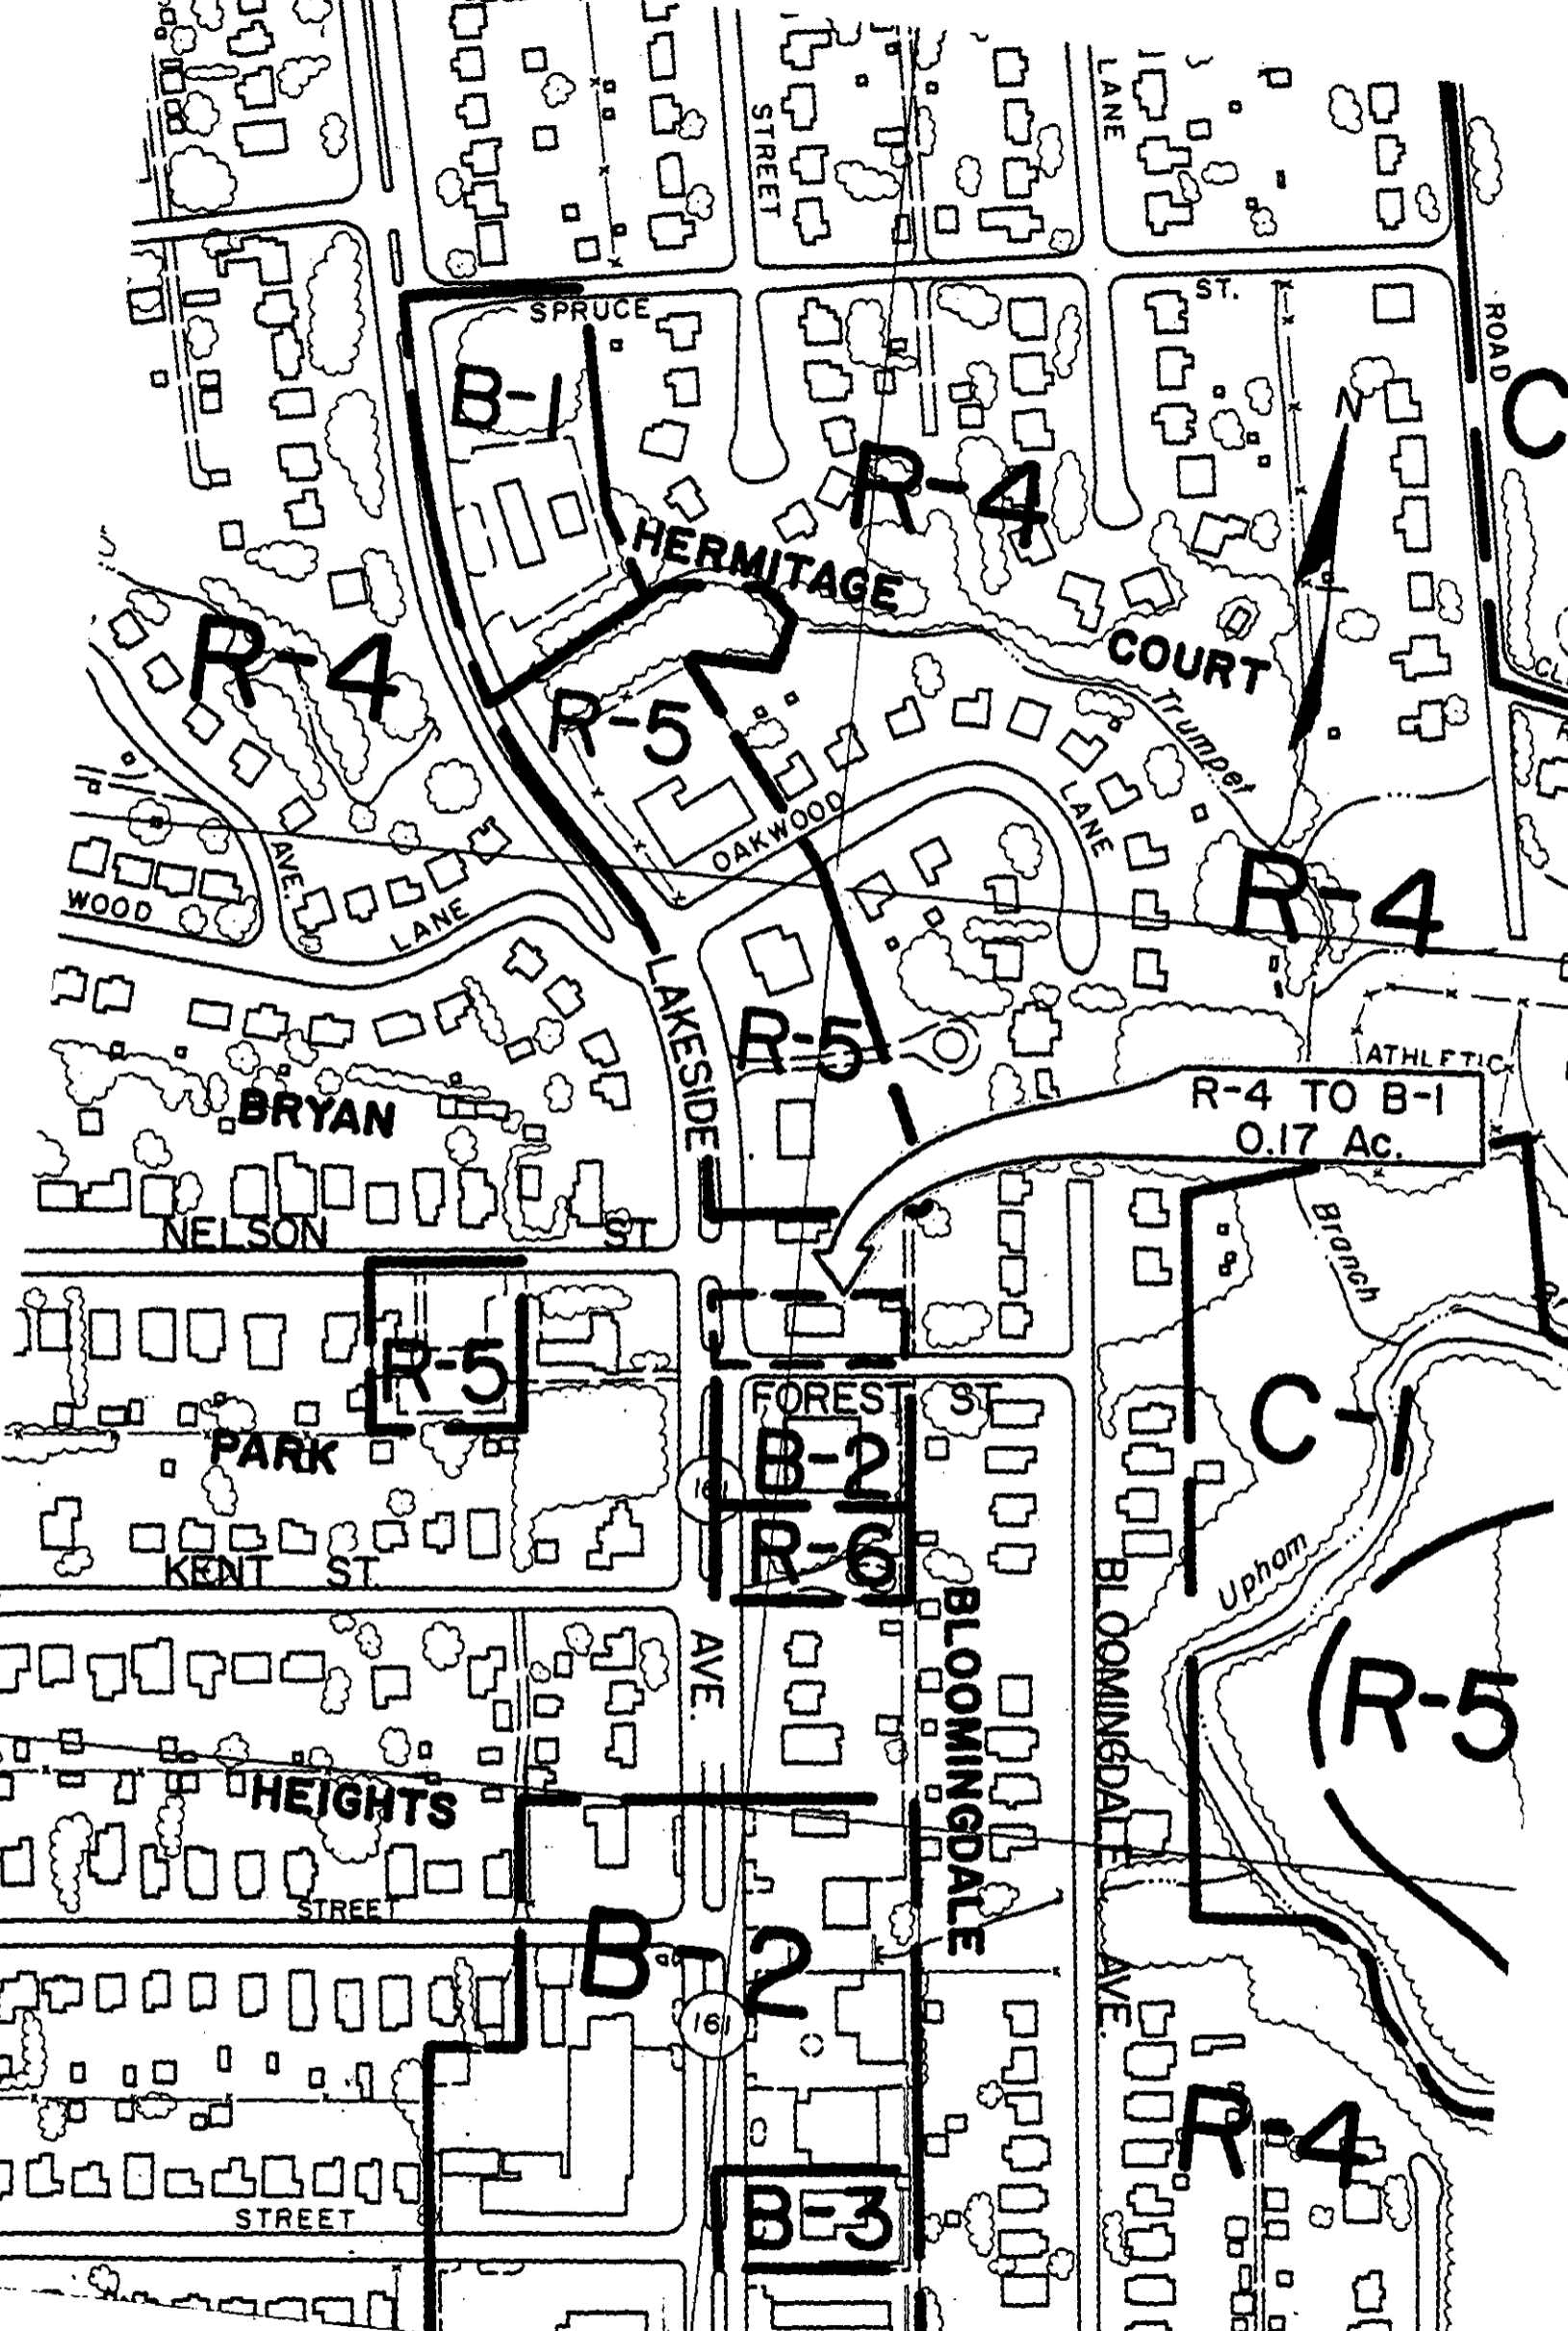 STREET
LANE
SPRUCE
ST.
ROAD
B-1
C
N
R-4
HERMITAGE
COURT
R-4
R-5
Trumpet
OAKWOOD
LANE
AVE.
WOOD
LANE
R-4
LAKESIDE
R-5
ATHLETIC
BRYAN
R-4 TO B-1
0.17 Ac.
NELSON ST
Branch
R-5
FOREST ST
C-1
PARK
B-2
R-6
KENT ST.
Upham
BLOOMINGDALE
BLOOMINGDALE AVE.
AVE.
(R-5
HEIGHTS
STREET
B-2
161
R-4
STREET
B-3